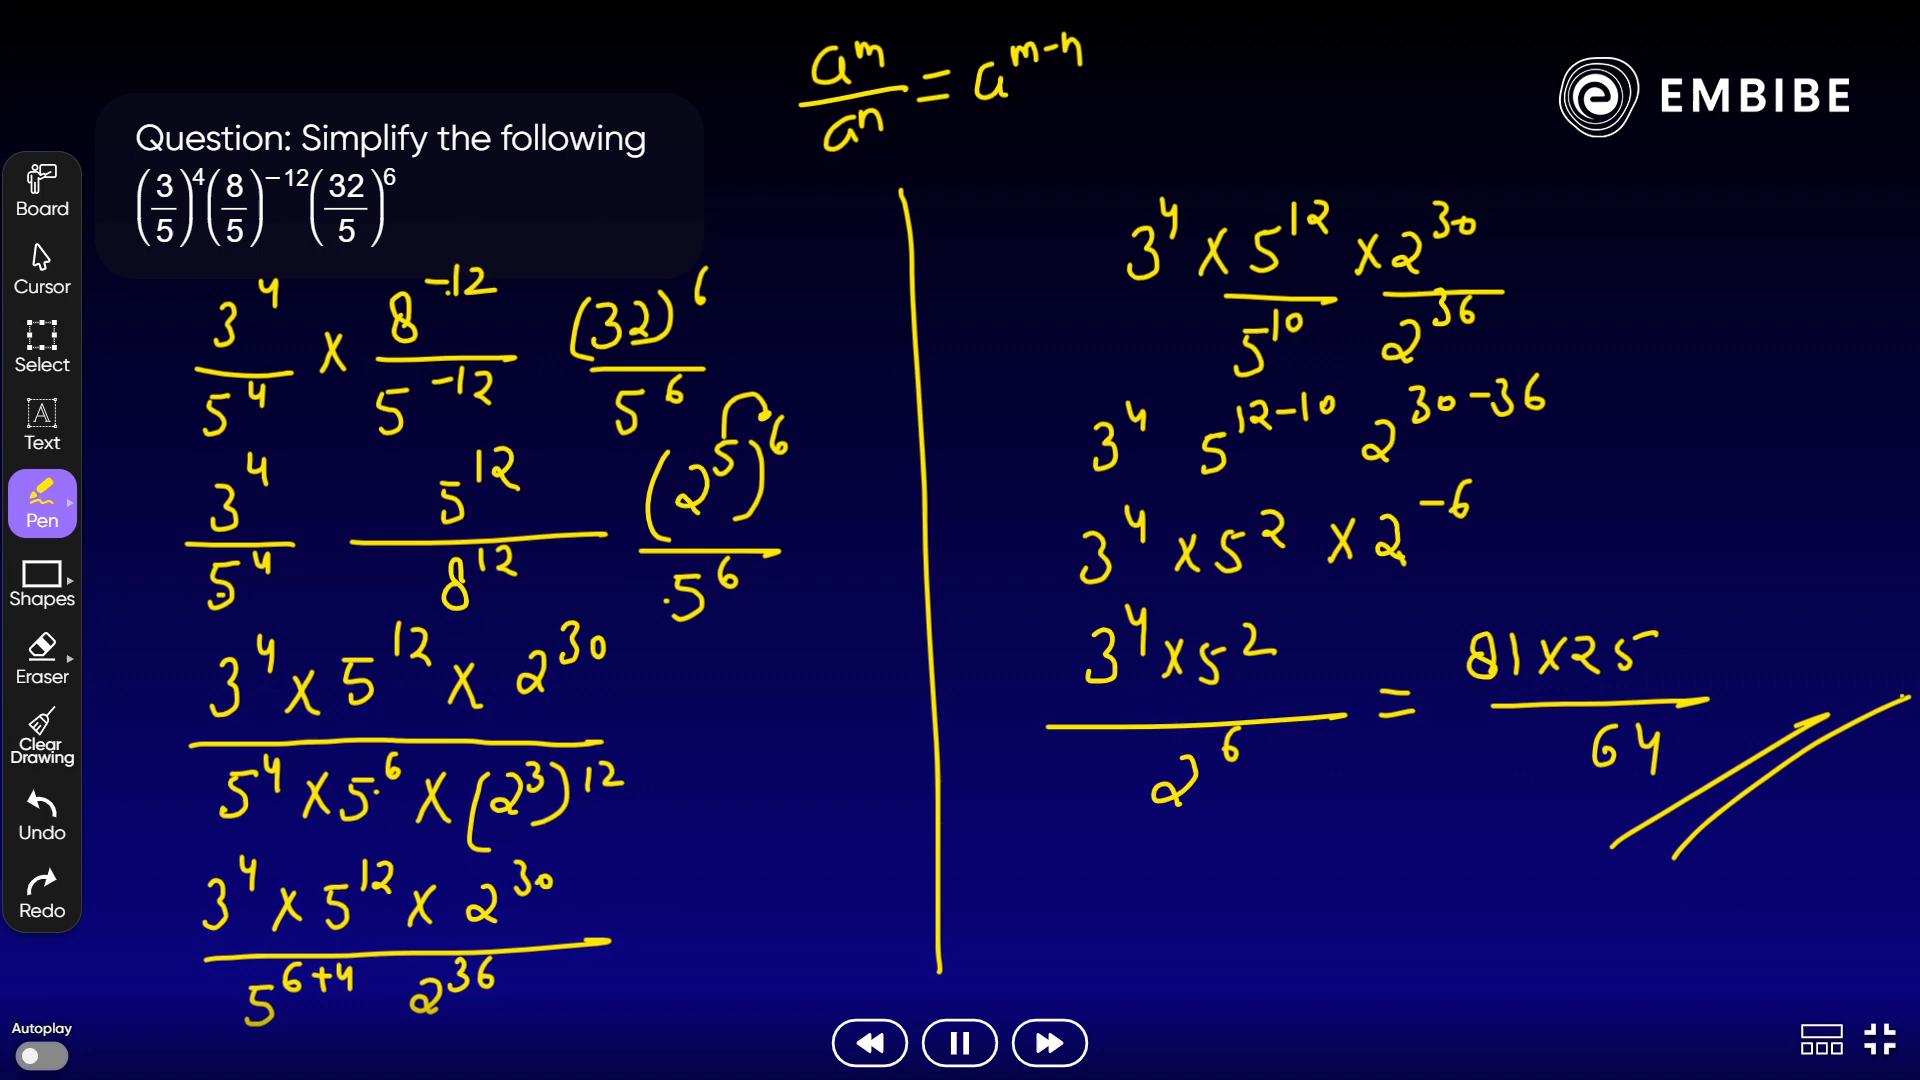 a^m/a^n = a^(m-n)
EMBIBE
Question: Simplify the following
(3/5)^4 (8/5)^-12 (32/5)^6
Board
Cursor
Select
Text
Pen
Shapes
Eraser
Clear
Drawing
Undo
Redo
Autoplay
3^4/5^4 × 8^-12/5^-12 (32)^6/5^6
3^4/5^4 5^12/8^12 (2^5)^6/5^6
3^4 × 5^12 × 2^30
5^4 × 5^6 × (2^3)^12
3^4 × 5^12 × 2^30
5^(6+4) 2^36
3^4 × 5^12/5^10 × 2^30/2^36
3^4 5^(12-10) 2^(30-36)
3^4 × 5^2 × 2^-6
3^4 × 5^2 / 2^6 = 81 × 25 / 64